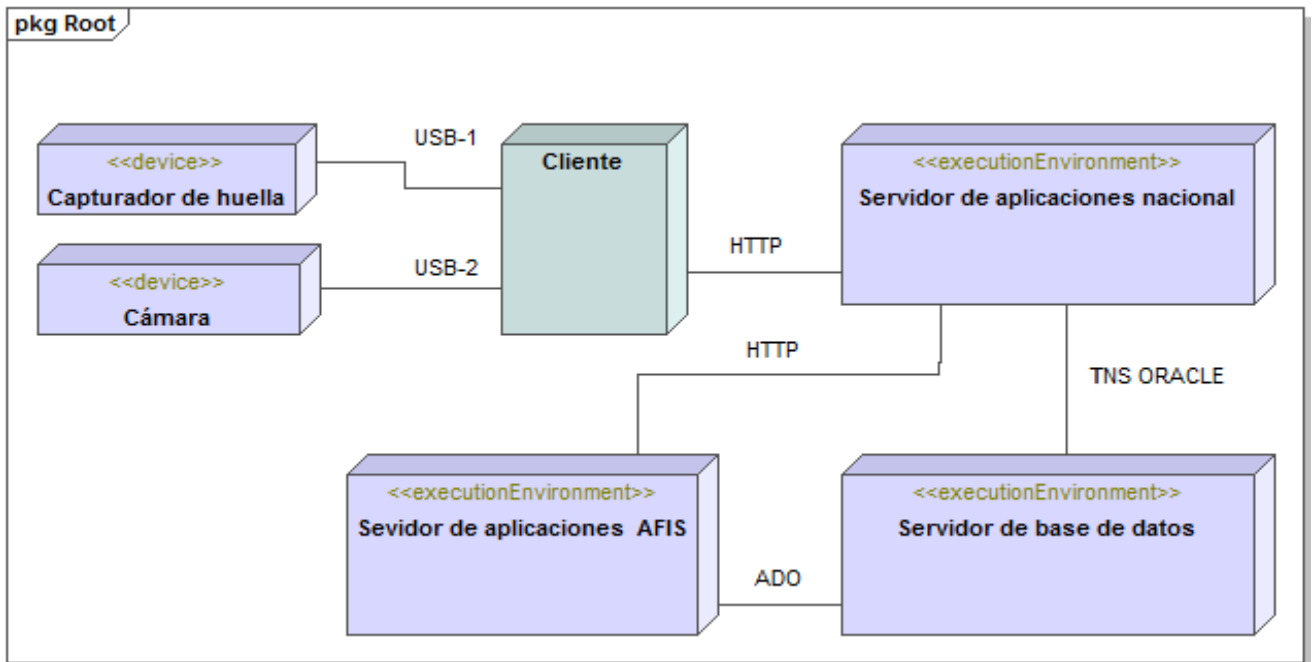 pkg Root
USB-1
<<device>>
Capturador de huella
Cliente
<<executionEnvironment>>
Servidor de aplicaciones nacional
USB-2
<<device>>
Cámara
HTTP
HTTP
TNS ORACLE
<<executionEnvironment>>
Sevidor de aplicaciones AFIS
<<executionEnvironment>>
Servidor de base de datos
ADO